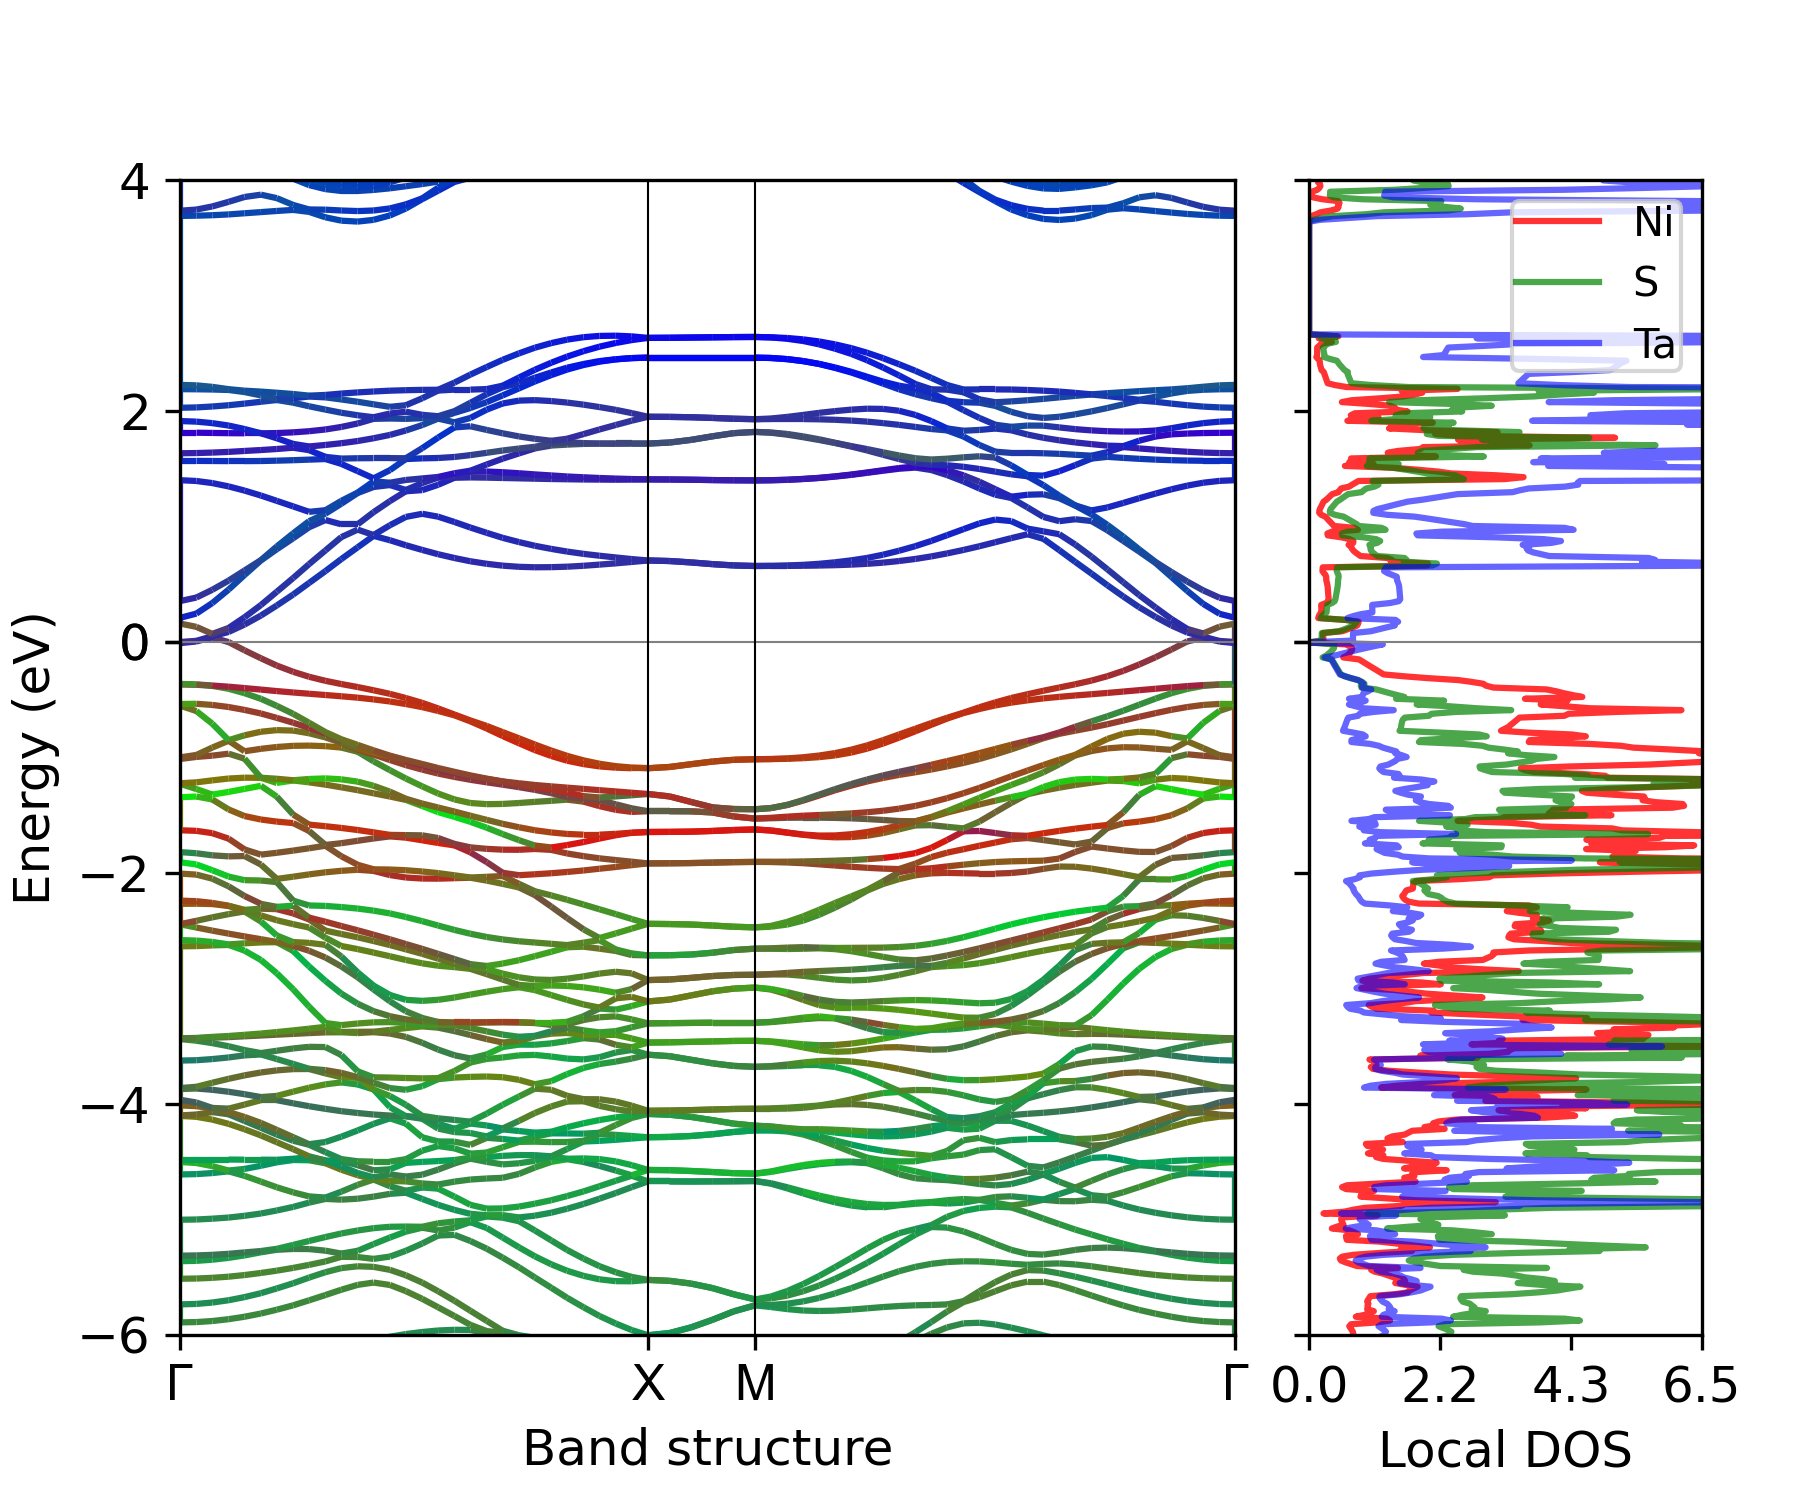 Energy (eV)
4
2
0
−2
−4
−6
Γ X M Γ
Band structure
Ni
S
Ta
0.0 2.2 4.3 6.5
Local DOS